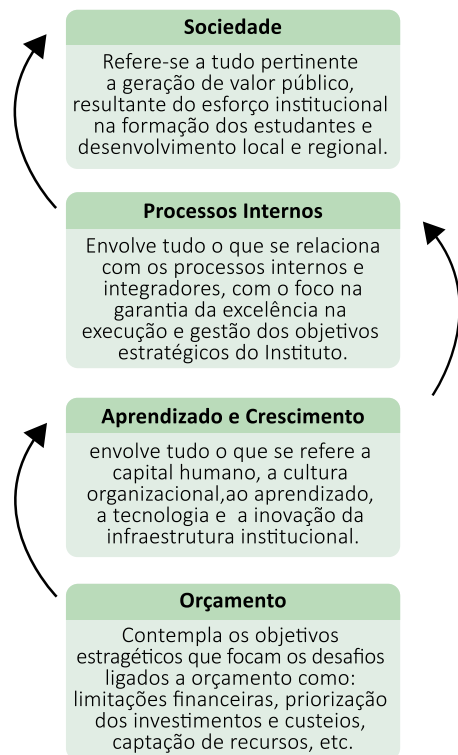 Sociedade
Refere-se a tudo pertinente
a geração de valor público,
resultante do esforço institucional
na formação dos estudantes e
desenvolvimento local e regional.
Processos Internos
Envolve tudo o que se relaciona
com os processos internos e
integradores, com o foco na
garantia da excelência na
execução e gestão dos objetivos
estratégicos do Instituto.
Aprendizado e Crescimento
envolve tudo o que se refere a
capital humano, a cultura
organizacional,ao aprendizado,
a tecnologia e a inovação da
infraestrutura institucional.
Orçamento
Contempla os objetivos
estragéticos que focam os desafios
ligados a orçamento como:
limitações financeiras, priorização
dos investimentos e custeios,
captação de recursos, etc.